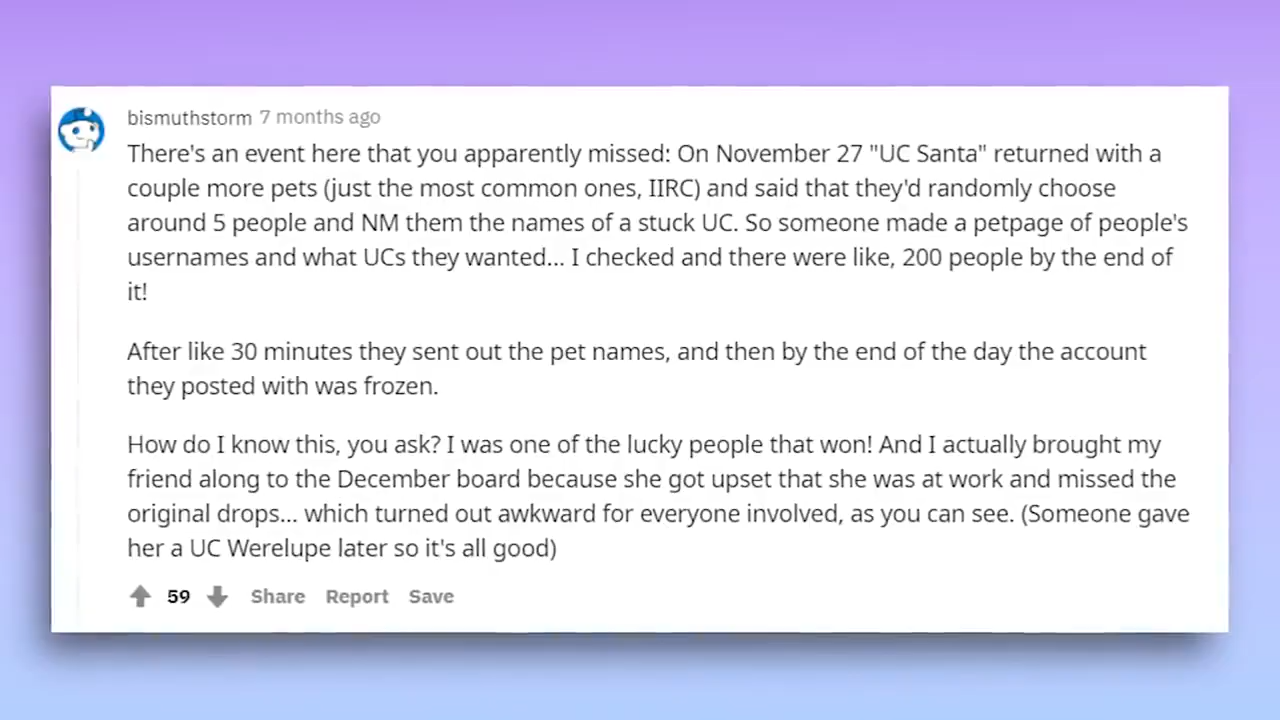 bismuthstorm 7 months ago
There's an event here that you apparently missed: On November 27 "UC Santa" returned with a
couple more pets (just the most common ones, IIRC) and said that they'd randomly choose
around 5 people and NM them the names of a stuck UC. So someone made a petpage of people's
usernames and what UCs they wanted... I checked and there were like, 200 people by the end of
it!
After like 30 minutes they sent out the pet names, and then by the end of the day the account
they posted with was frozen.
How do I know this, you ask? I was one of the lucky people that won! And I actually brought my
friend along to the December board because she got upset that she was at work and missed the
original drops... which turned out awkward for everyone involved, as you can see. (Someone gave
her a UC Werelupe later so it's all good)
59 Share Report Save